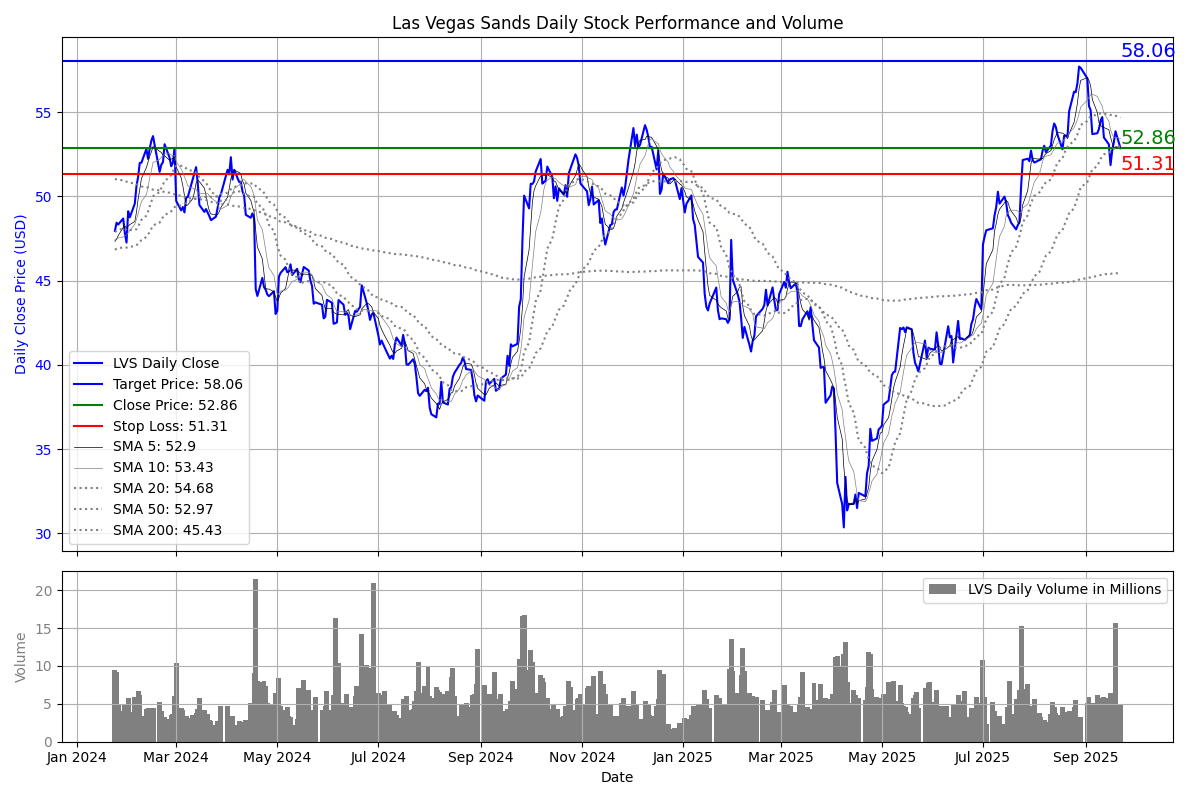 Las Vegas Sands Daily Stock Performance and Volume
58.06
52.86
51.31
Daily Close Price (USD)
55
50
45
40
35
30
LVS Daily Close
Target Price: 58.06
Close Price: 52.86
Stop Loss: 51.31
SMA 5: 52.9
SMA 10: 53.43
SMA 20: 54.68
SMA 50: 52.97
SMA 200: 45.43
Volume
20
15
10
5
0
LVS Daily Volume in Millions
Jan 2024 Mar 2024 May 2024 Jul 2024 Sep 2024 Nov 2024 Jan 2025 Mar 2025 May 2025 Jul 2025 Sep 2025
Date